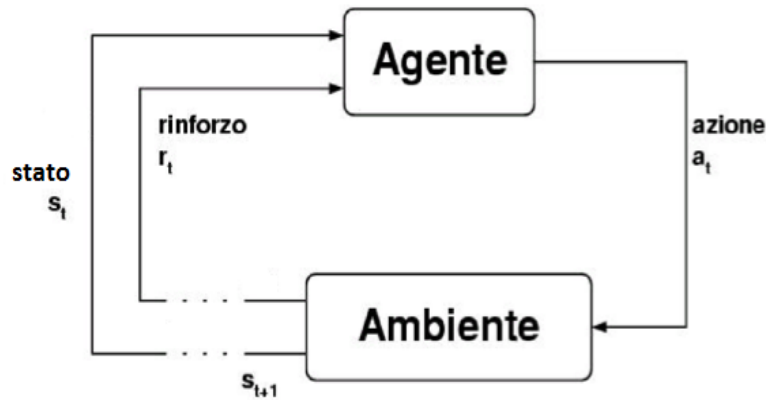 Agente
rinforzo
r_t
azione
a_t
stato
s_t
Ambiente
s_t+1